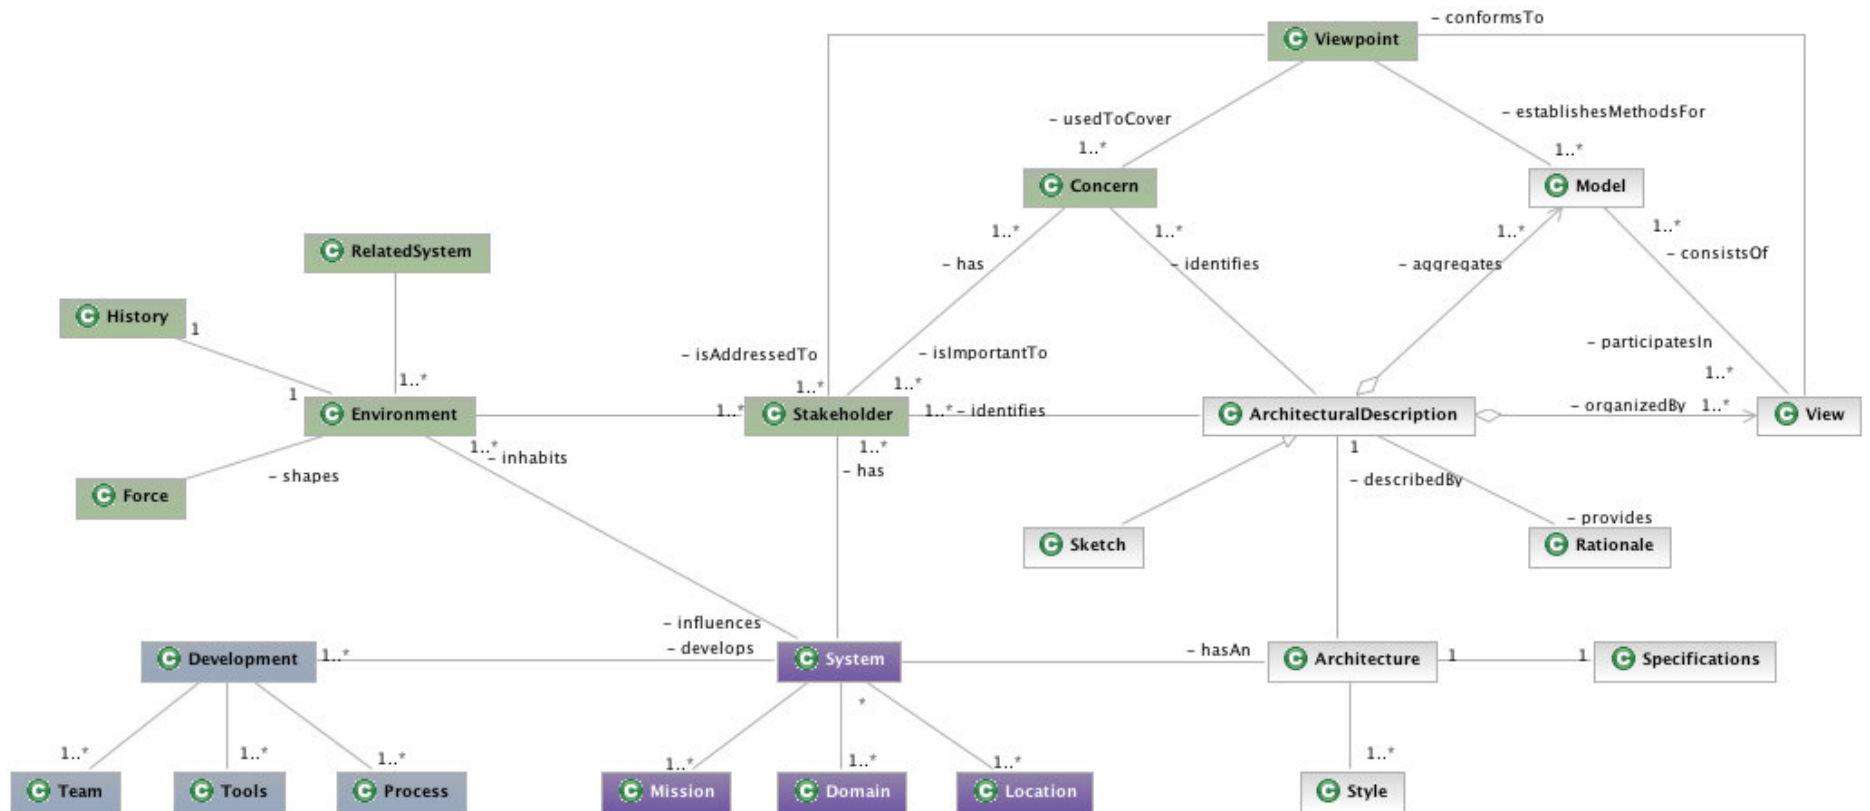 - conformsTo
C Viewpoint
- usedToCover
- establishesMethodsFor
1..*
1..*
C Concern
C Model
1..*
1..*
1..*
1..*
- consistsOf
C RelatedSystem
- has
- identifies
- aggregates
C History
1
- participatesIn
- isAddressedTo
- isImportantTo
1..*
1..*
1..*
1..*
1
C Environment
1..*
C Stakeholder
1..*
- identifies
C ArchitecturalDescription
- organizedBy
1..*
C View
1..*
- inhabits
1..*
- has
1
- shapes
- describedBy
C Force
- provides
C Sketch
C Rationale
- influences
- develops
C Development
1..*
C System
- hasAn
C Architecture
1
1
C Specifications
*
1..*
1..*
1..*
1..*
1..*
1..*
1..*
C Team
C Tools
C Process
C Mission
C Domain
C Location
C Style